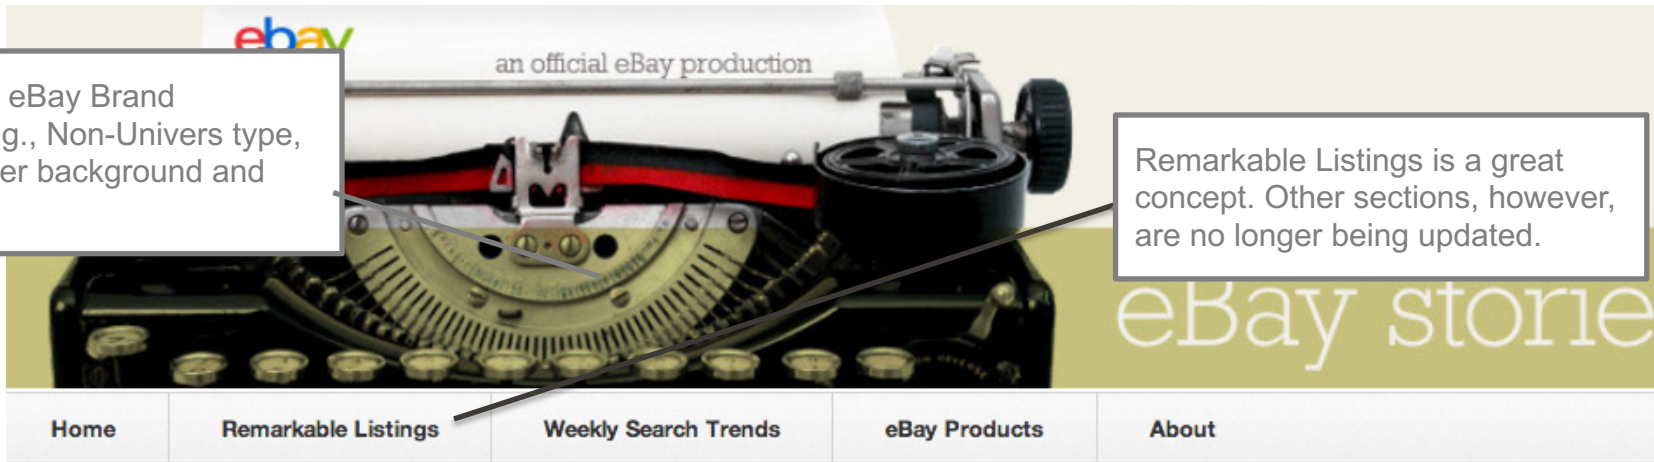 ebay
an official eBay production
eBay Brand
g., Non-Univers type,
er background and
Remarkable Listings is a great
concept. Other sections, however,
are no longer being updated.
eBay storie
Home
Remarkable Listings
Weekly Search Trends
eBay Products
About